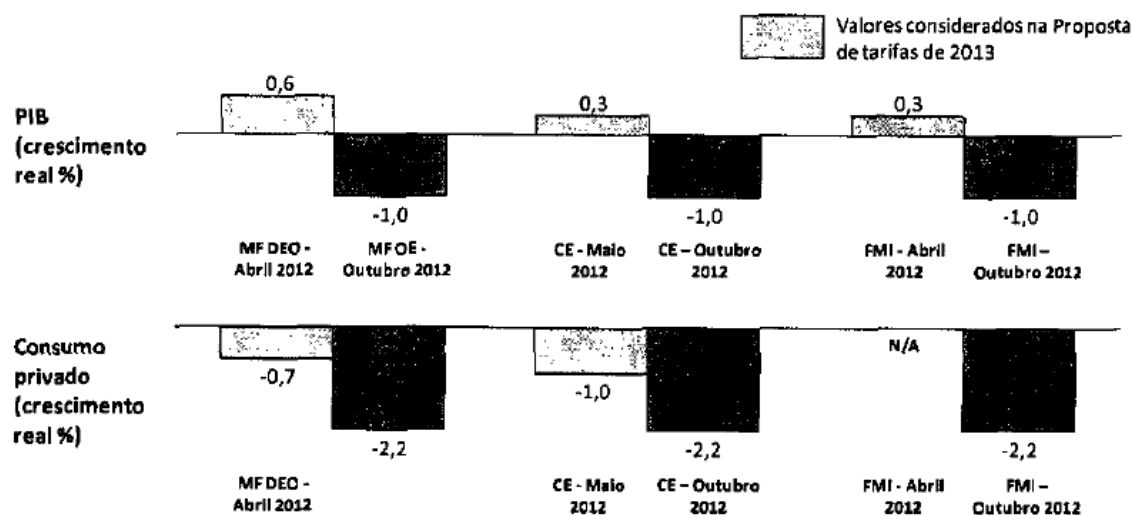 Valores considerados na Proposta
de tarifas de 2013
PIB
(crescimento
real %)
0,6
0,3
0,3
-1,0
-1,0
-1,0
MF DEO - Abril 2012
MF OE - Outubro 2012
CE - Maio 2012
CE – Outubro 2012
FMI - Abril 2012
FMI – Outubro 2012
Consumo
privado
(crescimento
real %)
-0,7
-1,0
N/A
-2,2
-2,2
-2,2
MF DEO - Abril 2012
CE - Maio 2012
CE – Outubro 2012
FMI - Abril 2012
FMI – Outubro 2012